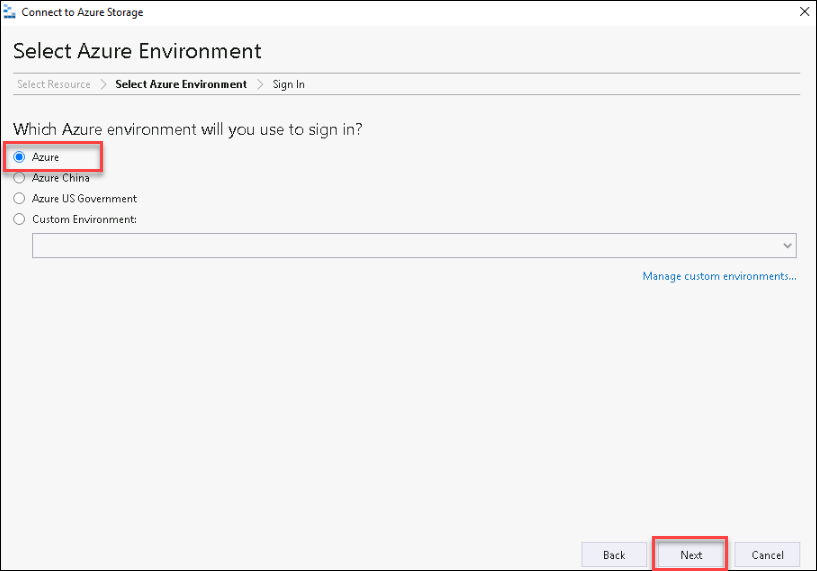 Connect to Azure Storage
Select Azure Environment
Select Resource > Select Azure Environment > Sign In
Which Azure environment will you use to sign in?
Azure
Azure China
Azure US Government
Custom Environment:
Manage custom environments...
Back Next Cancel